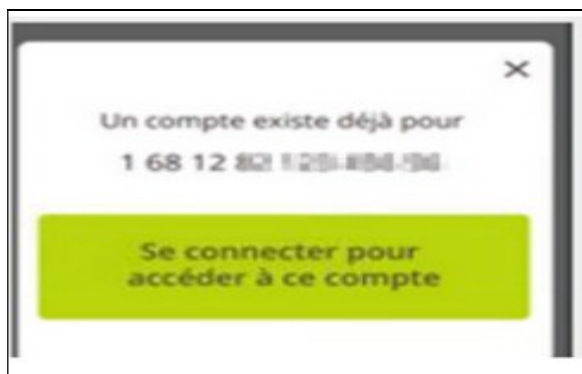 ×
Un compte existe déjà pour
1 68 12
Se connecter pour
accéder à ce compte